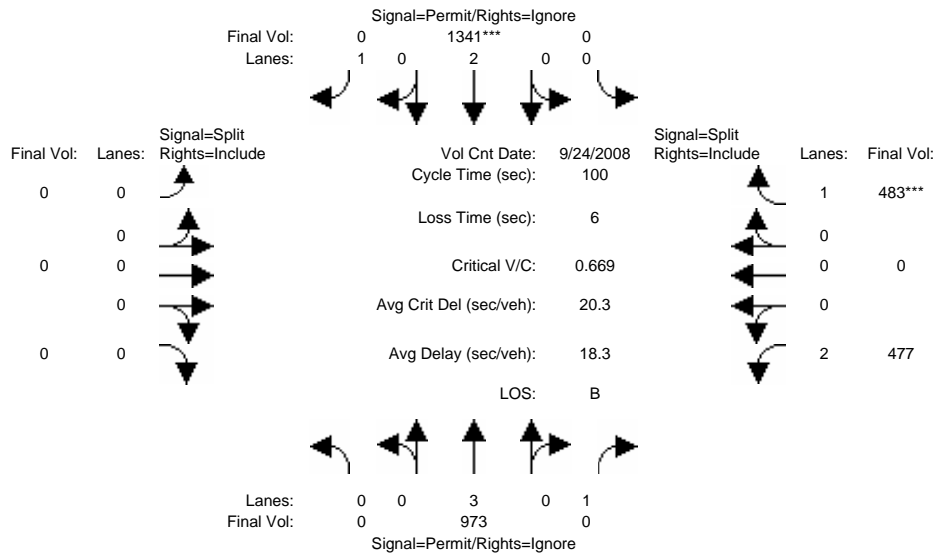 Signal=Permit/Rights=Ignore
Final Vol: 0 1341*** 0
Lanes: 1 0 2 0 0
Signal=Split Signal=Split
Final Vol: Lanes: Rights=Include Vol Cnt Date: 9/24/2008 Rights=Include Lanes: Final Vol:
Cycle Time (sec): 100
0 0 1 483***
Loss Time (sec): 6
0 0
0 0 Critical V/C: 0.669 0 0
0 Avg Crit Del (sec/veh): 20.3 0
0 0 Avg Delay (sec/veh): 18.3 2 477
LOS: B
Lanes: 0 0 3 0 1
Final Vol: 0 973 0
Signal=Permit/Rights=Ignore